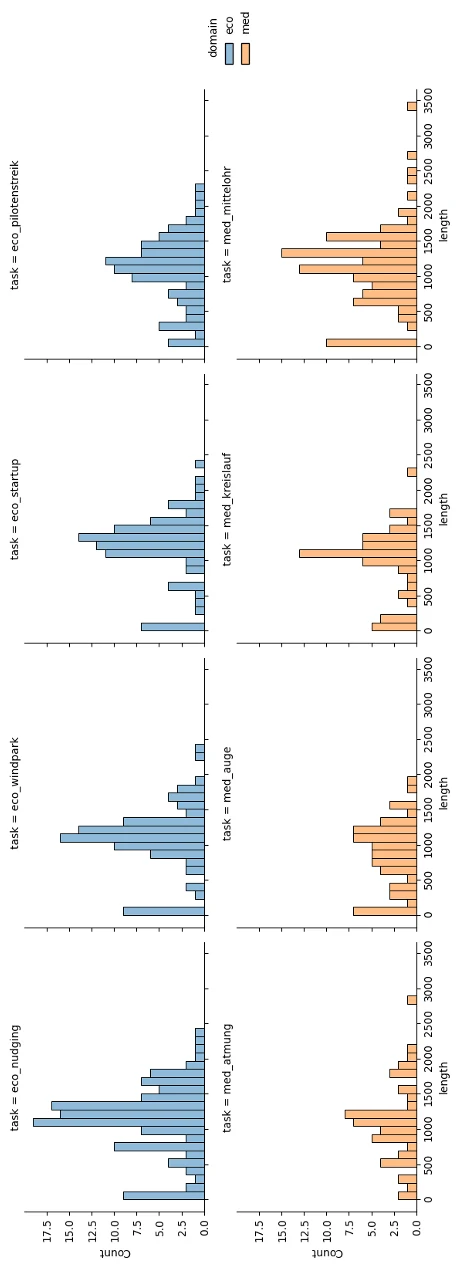 task = eco_nudging
task = eco_windpark
task = eco_startup
task = eco_pilotenstreik
17.5
15.0
12.5
10.0
7.5
5.0
2.5
0.0
Count
domain
eco
med
task = med_atmung
task = med_auge
task = med_kreislauf
task = med_mittelohr
17.5
15.0
12.5
10.0
7.5
5.0
2.5
0.0
Count
0 500 1000 1500 2000 2500 3000 3500
length
0 500 1000 1500 2000 2500 3000 3500
length
0 500 1000 1500 2000 2500 3000 3500
length
0 500 1000 1500 2000 2500 3000 3500
length